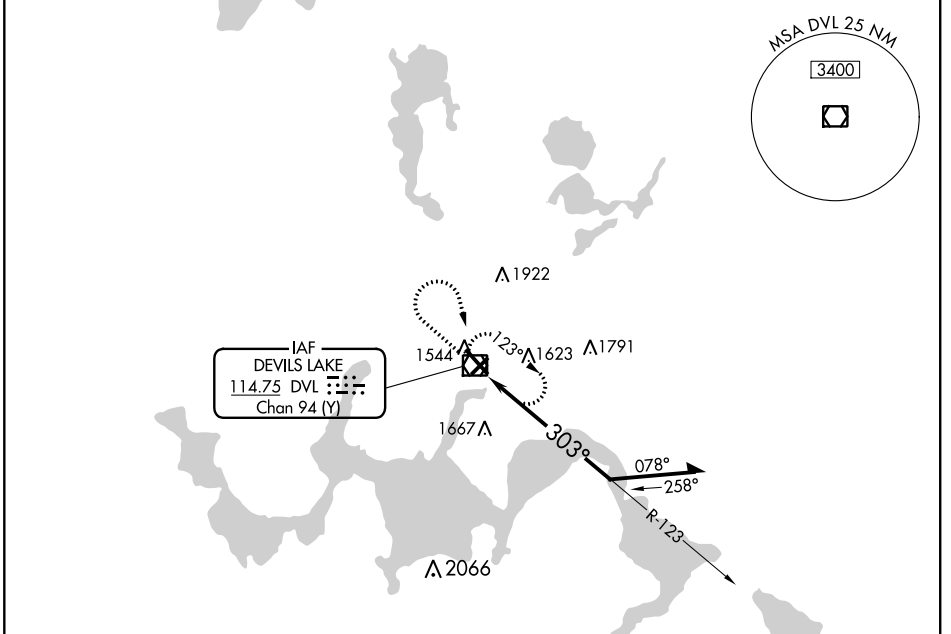 MSA DVL 25 NM
3400
1922
123°
1544
1623
1791
IAF
DEVILS LAKE
114.75 DVL
Chan 94 (Y)
1667
303°
078°
258°
R-123
2066